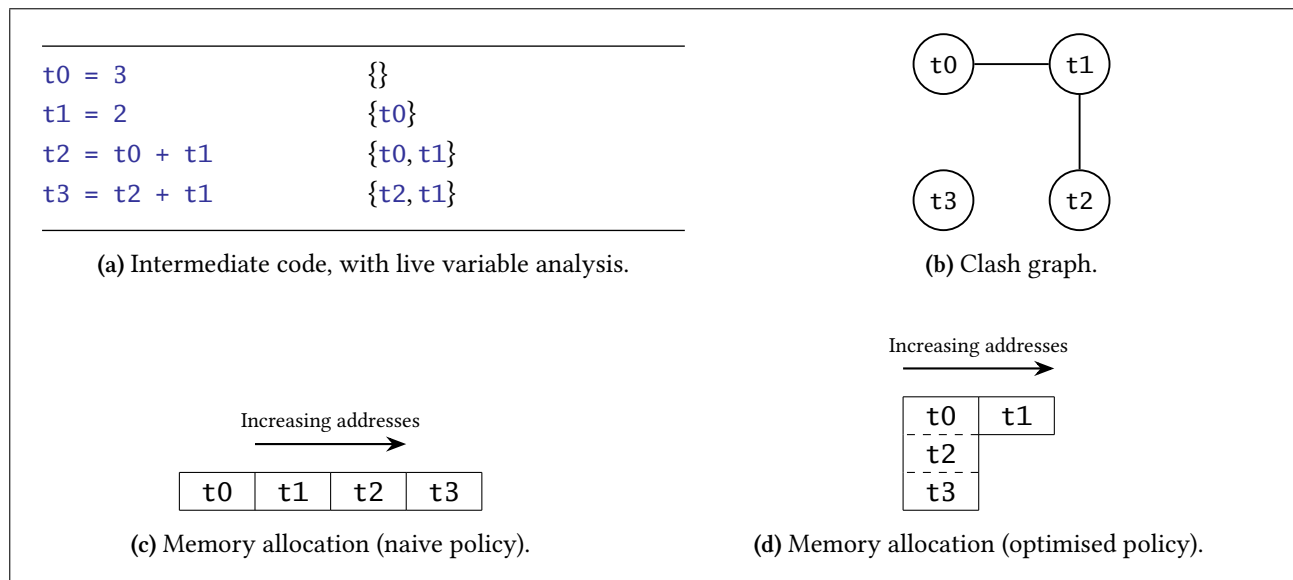 t0 = 3 {}
t1 = 2 {t0}
t2 = t0 + t1 {t0, t1}
t3 = t2 + t1 {t2, t1}
(a) Intermediate code, with live variable analysis.
t0 t1
t3 t2
(b) Clash graph.
Increasing addresses
t0 t1 t2 t3
(c) Memory allocation (naive policy).
Increasing addresses
t0 t1
t2
t3
(d) Memory allocation (optimised policy).